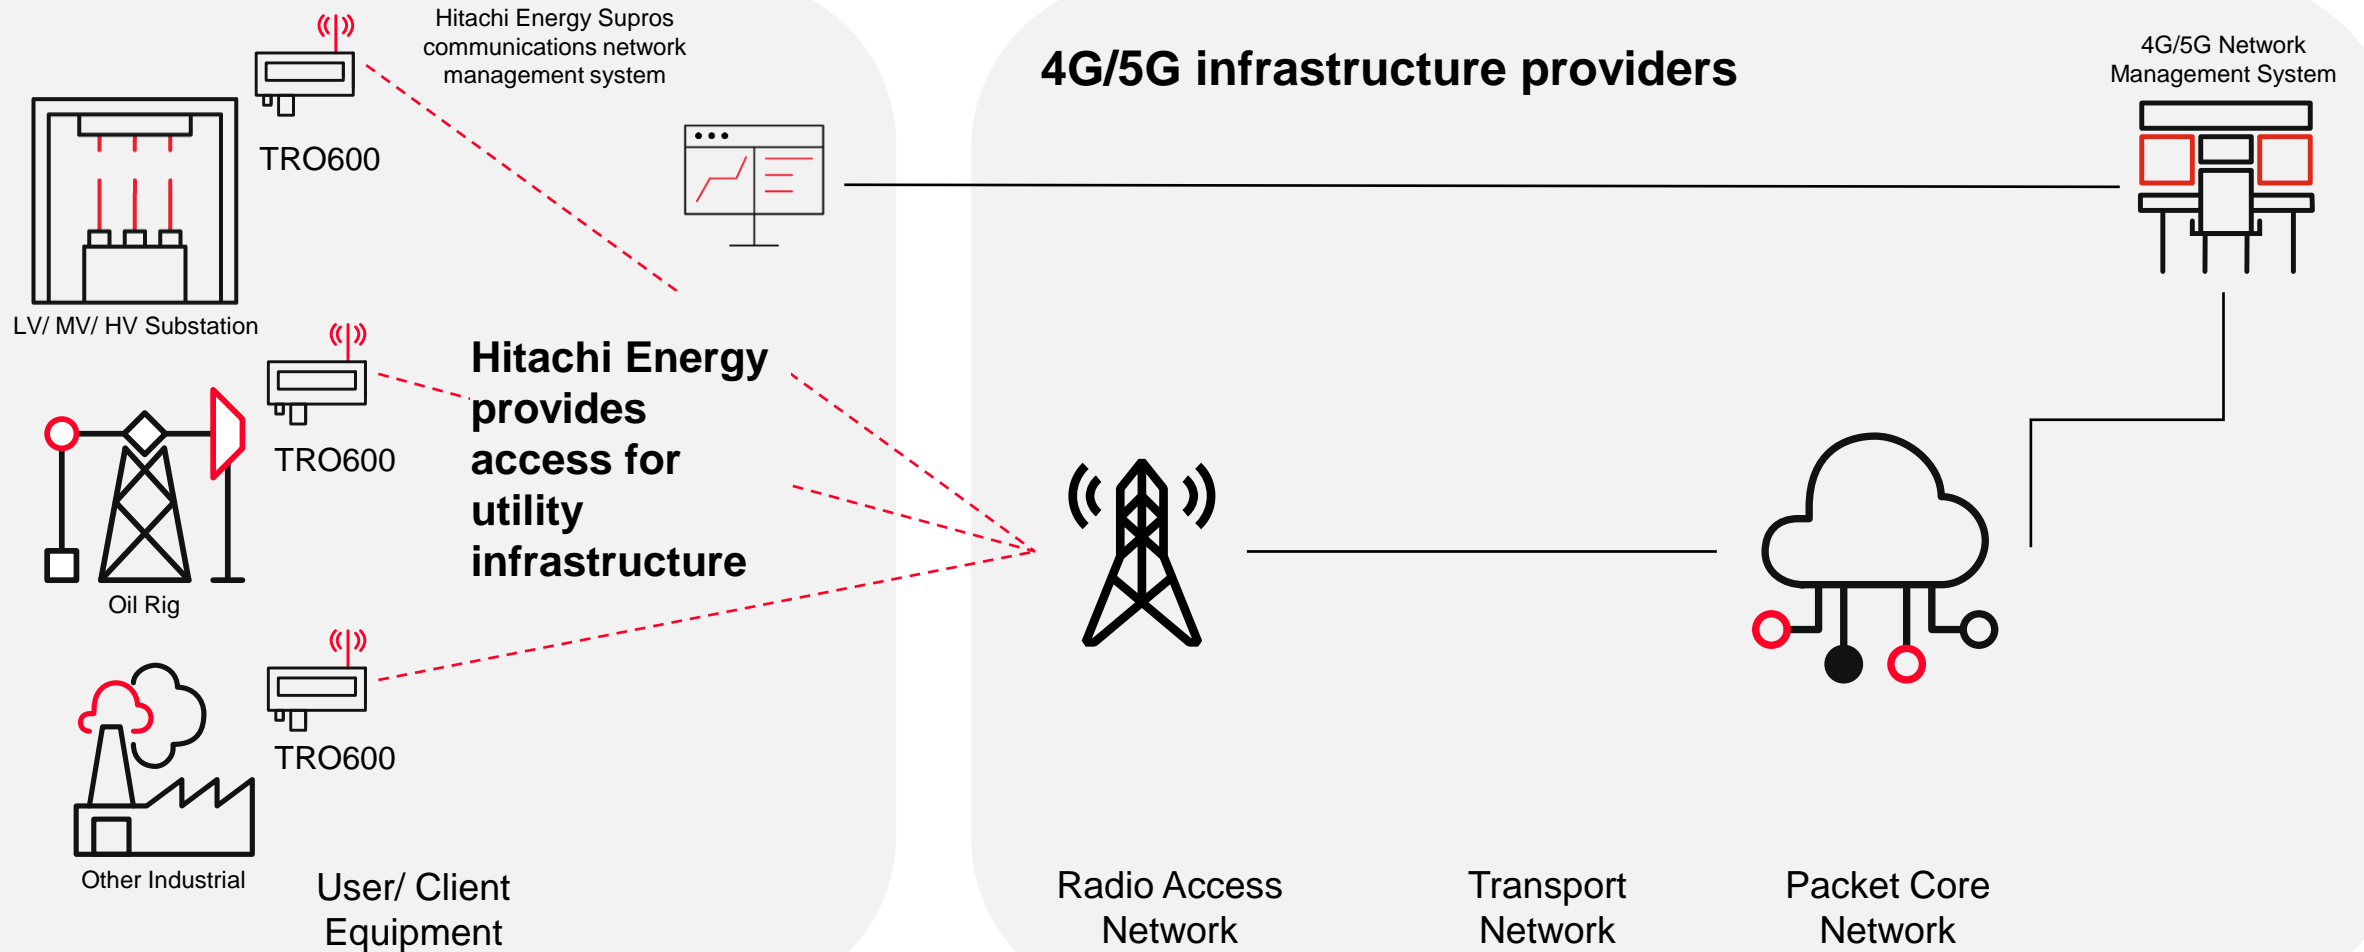 Hitachi Energy Supros
communications network
management system
TRO600
LV/ MV/ HV Substation
TRO600
Oil Rig
TRO600
Other Industrial
Hitachi Energy
provides
access for
utility
infrastructure
User/ Client
Equipment
4G/5G infrastructure providers
4G/5G Network
Management System
Radio Access
Network
Transport
Network
Packet Core
Network